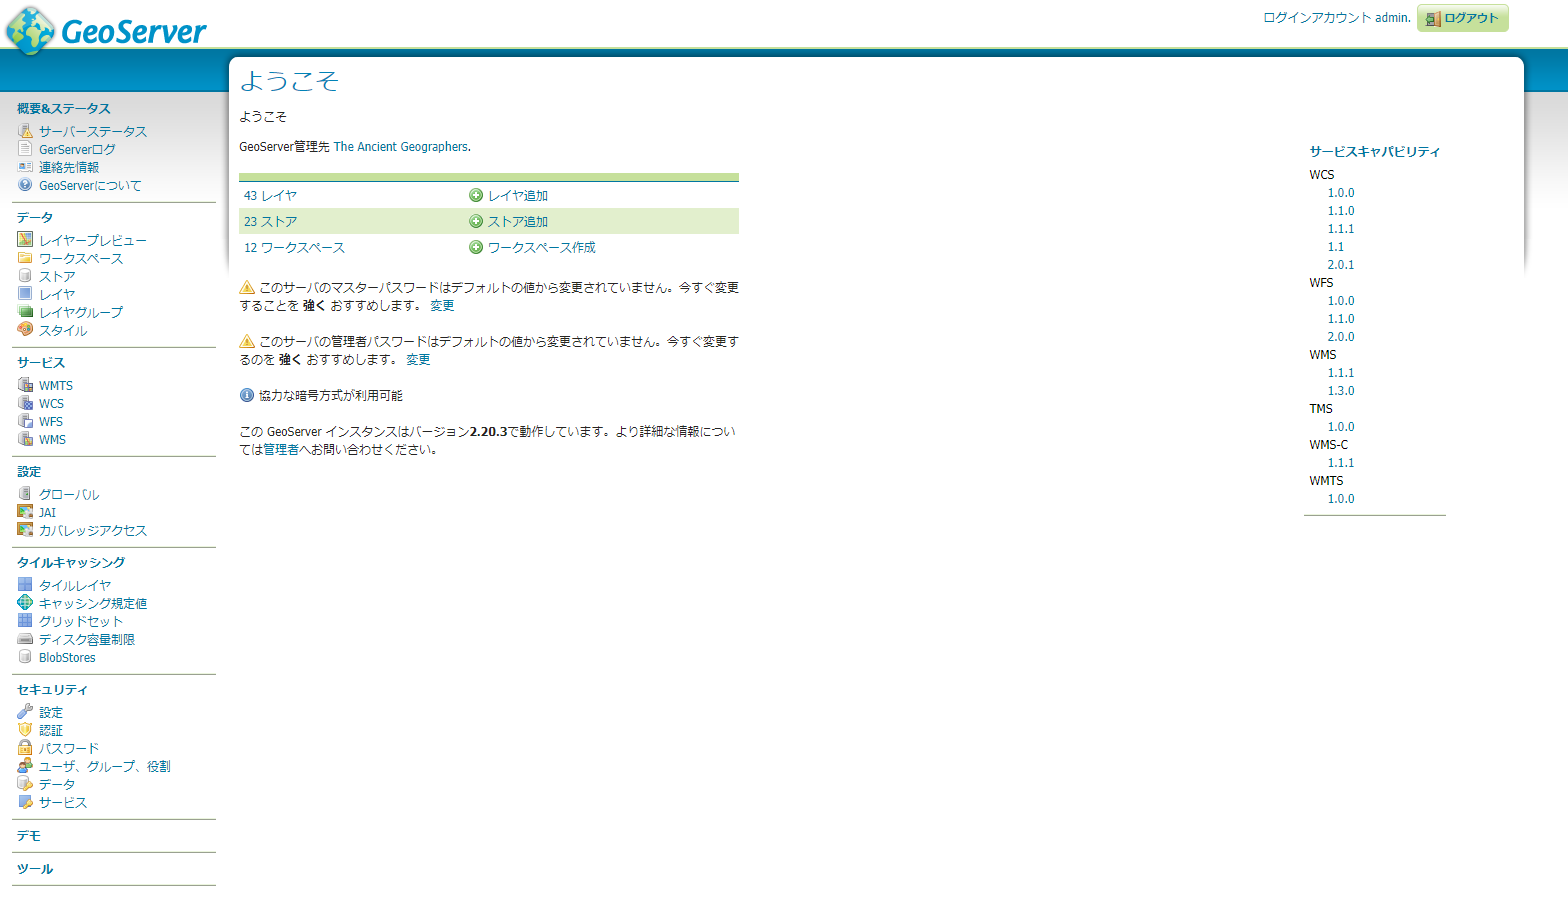 GeoServer
ログインアカウント admin.
ログアウト
概要&ステータス
サーバーステータス
GerServerログ
連絡先情報
GeoServerについて
データ
レイヤープレビュー
ワークスペース
ストア
レイヤ
レイヤグループ
スタイル
サービス
WMTS
WCS
WFS
WMS
設定
グローバル
JAI
カバレッジアクセス
タイルキャッシング
タイルレイヤ
キャッシング規定値
グリッドセット
ディスク容量制限
BlobStores
セキュリティ
設定
認証
パスワード
ユーザ、グループ、役割
データ
サービス
デモ
ツール
ようこそ
ようこそ
GeoServer管理先 The Ancient Geographers.
43 レイヤ レイヤ追加
23 ストア ストア追加
12 ワークスペース ワークスペース作成
このサーバのマスターパスワードはデフォルトの値から変更されていません。今すぐ変更
することを 強く おすすめします。 変更
このサーバの管理者パスワードはデフォルトの値から変更されていません。今すぐ変更す
るのを 強く おすすめします。 変更
協力な暗号方式が利用可能
この GeoServer インスタンスはバージョン2.20.3で動作しています。より詳細な情報につい
ては管理者へお問い合わせください。
サービスキャパビリティ
WCS
1.0.0
1.1.0
1.1.1
1.1
2.0.1
WFS
1.0.0
1.1.0
2.0.0
WMS
1.1.1
1.3.0
TMS
1.0.0
WMS-C
1.1.1
WMTS
1.0.0